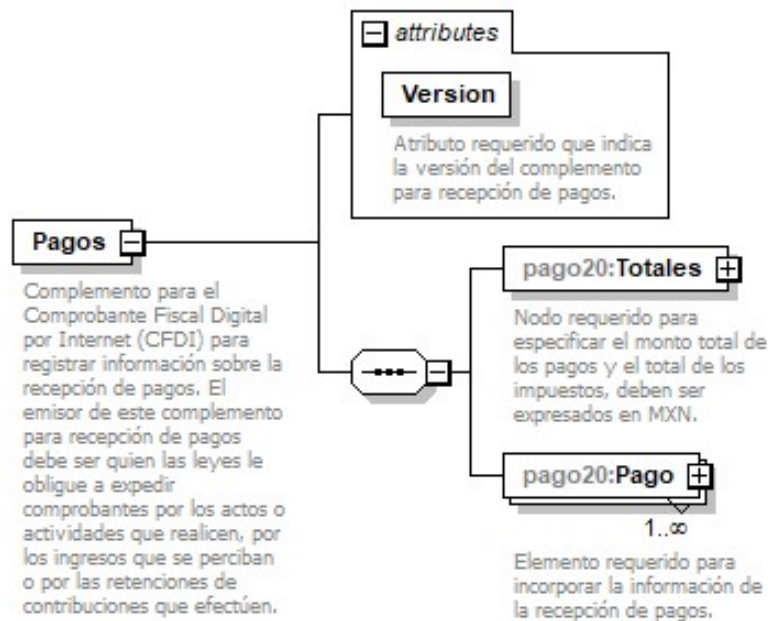 attributes
Version
Atributo requerido que indica
la versión del complemento
para recepción de pagos.
Pagos
Complemento para el
Comprobante Fiscal Digital
por Internet (CFDI) para
registrar información sobre la
recepción de pagos. El
emisor de este complemento
para recepción de pagos
debe ser quien las leyes le
obligue a expedir
comprobantes por los actos o
actividades que realicen, por
los ingresos que se perciban
o por las retenciones de
contribuciones que efectúen.
pago20:Totales
Nodo requerido para
especificar el monto total de
los pagos y el total de los
impuestos, deben ser
expresados en MXN.
pago20:Pago
1..∞
Elemento requerido para
incorporar la información de
la recepción de pagos.